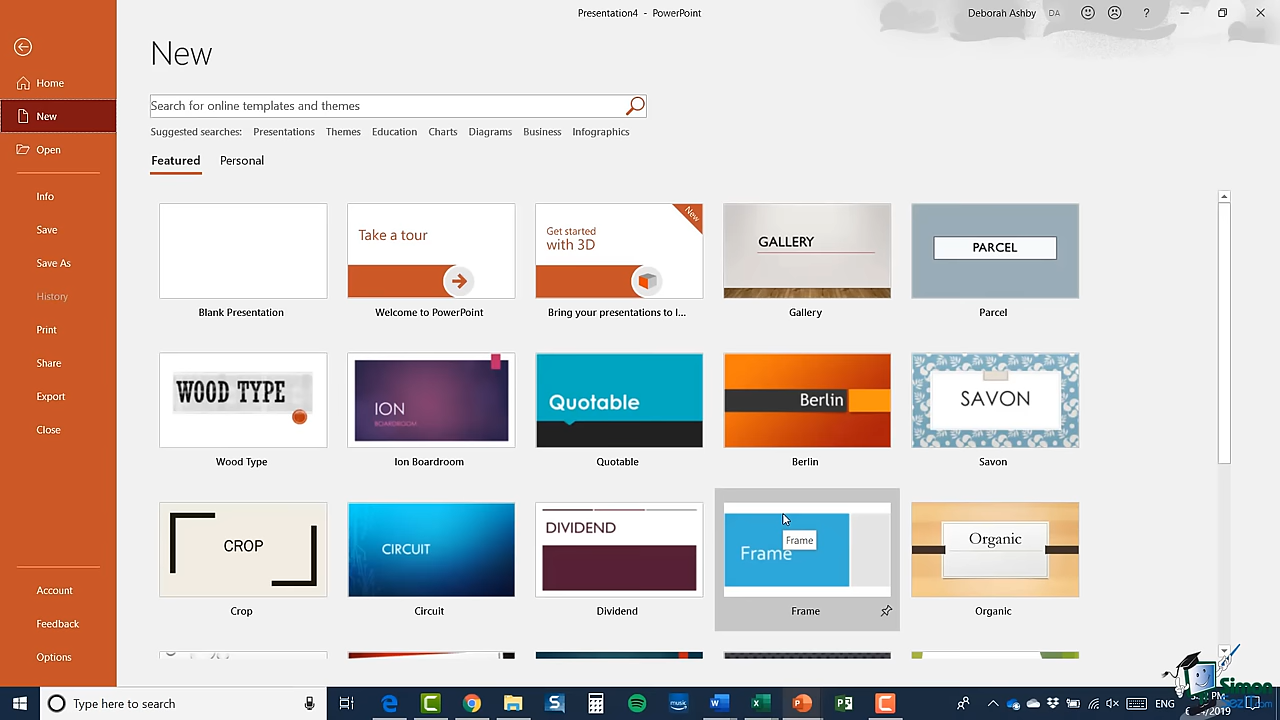 Presentation4 - PowerPoint
Deborah Ashby DA
New
Home
New
Open
Info
Save
Save As
History
Print
Share
Export
Close
Account
Feedback
Options
Search for online templates and themes
Suggested searches: Presentations Themes Education Charts Diagrams Business Infographics
Featured Personal
Take a tour
Get started
with 3D
New
GALLERY
PARCEL
Blank Presentation
Welcome to PowerPoint
Bring your presentations to l...
Gallery
Parcel
WOOD TYPE
ION
BOARDROOM
Quotable
Berlin
SAVON
Wood Type
Ion Boardroom
Quotable
Berlin
Savon
CROP
CIRCUIT
DIVIDEND
Frame
Frame
Organic
Crop
Circuit
Dividend
Frame
Organic
Type here to search
music
ENG